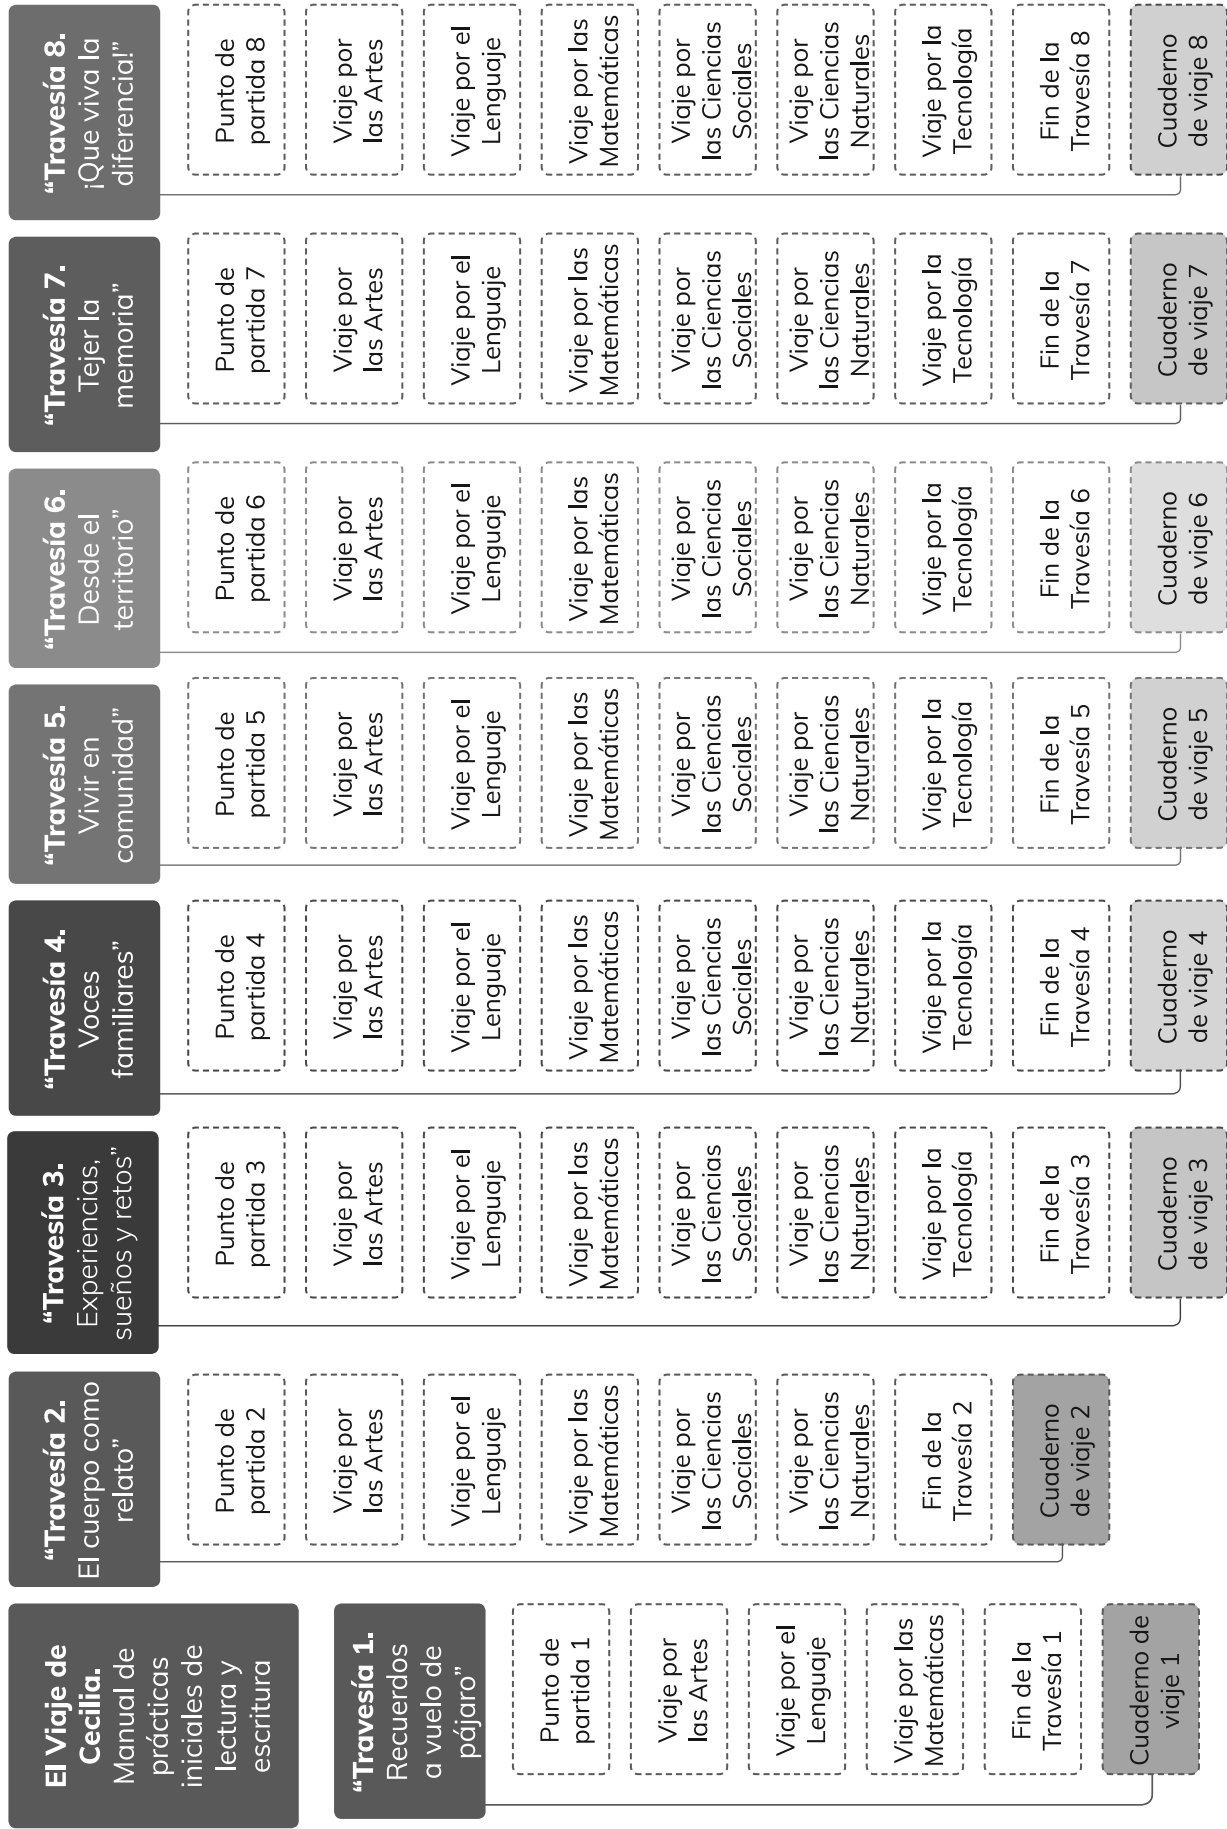 El Viaje de
Cecilia.
Manual de
prácticas
iniciales de
lectura y
escritura
“Travesía 1.
Recuerdos
a vuelo de
pájaro”
Punto de
partida 1
Viaje por
las Artes
Viaje por el
Lenguaje
Viaje por las
Matemáticas
Fin de la
Travesía 1
Cuaderno de
viaje 1
“Travesía 2.
El cuerpo como
relato”
Punto de
partida 2
Viaje por
las Artes
Viaje por el
Lenguaje
Viaje por las
Matemáticas
Viaje por
las Ciencias
Sociales
Viaje por
las Ciencias
Naturales
Fin de la
Travesía 2
Cuaderno
de viaje 2
“Travesía 3.
Experiencias,
sueños y retos”
Punto de
partida 3
Viaje por
las Artes
Viaje por el
Lenguaje
Viaje por las
Matemáticas
Viaje por
las Ciencias
Sociales
Viaje por
las Ciencias
Naturales
Viaje por la
Tecnología
Fin de la
Travesía 3
Cuaderno
de viaje 3
“Travesía 4.
Voces
familiares”
Punto de
partida 4
Viaje por
las Artes
Viaje por el
Lenguaje
Viaje por las
Matemáticas
Viaje por
las Ciencias
Sociales
Viaje por
las Ciencias
Naturales
Viaje por la
Tecnología
Fin de la
Travesía 4
Cuaderno
de viaje 4
“Travesía 5.
Vivir en
comunidad”
Punto de
partida 5
Viaje por
las Artes
Viaje por el
Lenguaje
Viaje por las
Matemáticas
Viaje por
las Ciencias
Sociales
Viaje por
las Ciencias
Naturales
Viaje por la
Tecnología
Fin de la
Travesía 5
Cuaderno
de viaje 5
“Travesía 6.
Desde el
territorio”
Punto de
partida 6
Viaje por
las Artes
Viaje por el
Lenguaje
Viaje por las
Matemáticas
Viaje por
las Ciencias
Sociales
Viaje por
las Ciencias
Naturales
Viaje por la
Tecnología
Fin de la
Travesía 6
Cuaderno
de viaje 6
“Travesía 7.
Tejer la
memoria”
Punto de
partida 7
Viaje por
las Artes
Viaje por el
Lenguaje
Viaje por las
Matemáticas
Viaje por
las Ciencias
Sociales
Viaje por
las Ciencias
Naturales
Viaje por la
Tecnología
Fin de la
Travesía 7
Cuaderno
de viaje 7
“Travesía 8.
¡Que viva la
diferencia!”
Punto de
partida 8
Viaje por
las Artes
Viaje por el
Lenguaje
Viaje por las
Matemáticas
Viaje por
las Ciencias
Sociales
Viaje por
las Ciencias
Naturales
Viaje por la
Tecnología
Fin de la
Travesía 8
Cuaderno
de viaje 8